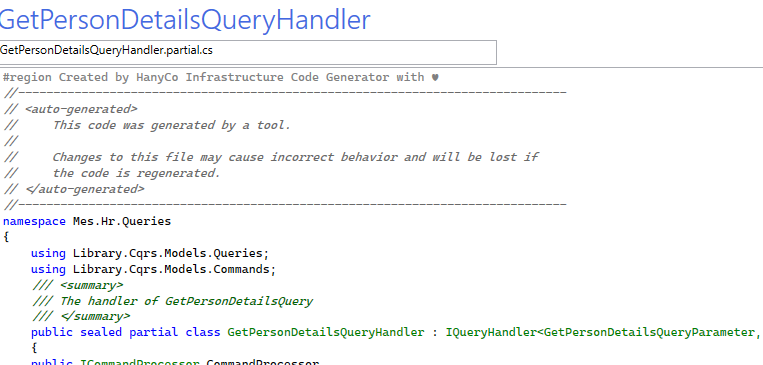 GetPersonDetailsQueryHandler
GetPersonDetailsQueryHandler.partial.cs
#region Created by HanyCo Infrastructure Code Generator with ♥
//------------------------------------------------------------------------------
// <auto-generated>
//     This code was generated by a tool.
//
//     Changes to this file may cause incorrect behavior and will be lost if
//     the code is regenerated.
// </auto-generated>
//------------------------------------------------------------------------------
namespace Mes.Hr.Queries
{
    using Library.Cqrs.Models.Queries;
    using Library.Cqrs.Models.Commands;
    /// <summary>
    /// The handler of GetPersonDetailsQuery
    /// </summary>
    public sealed partial class GetPersonDetailsQueryHandler : IQueryHandler<GetPersonDetailsQueryParameter,
    {
    public ICommandProcessor CommandProcessor